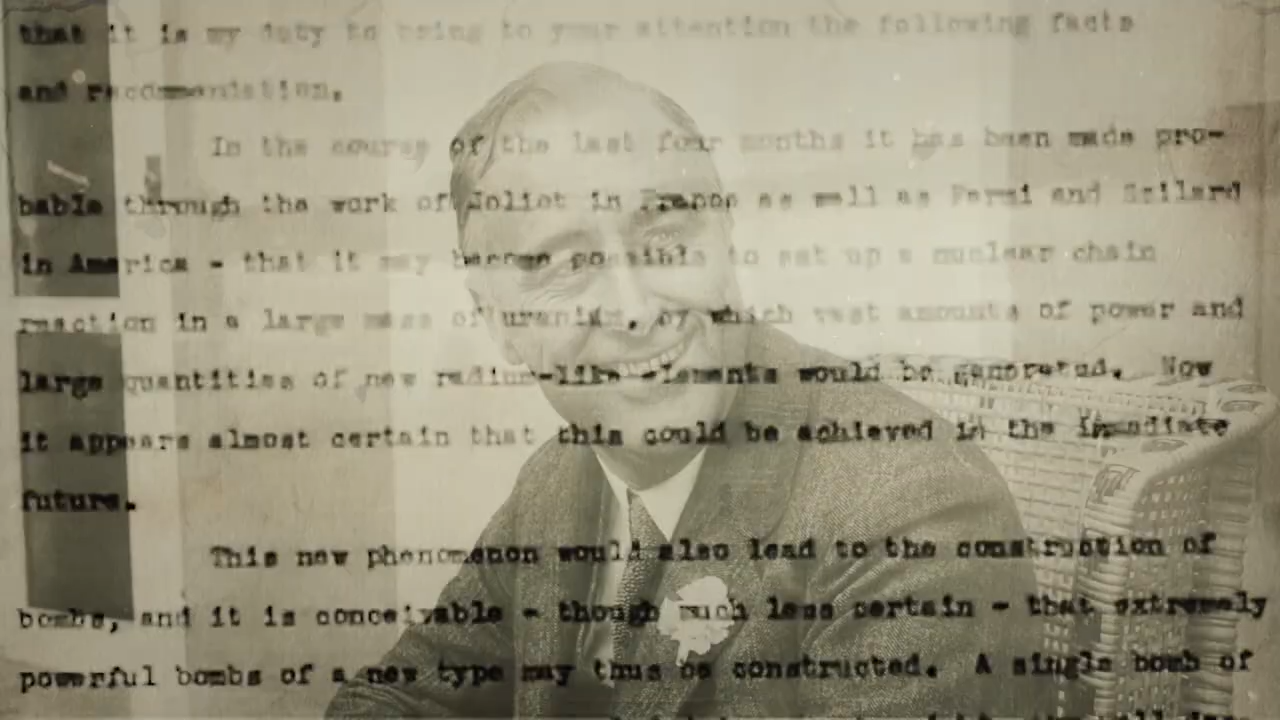 that it is my duty to bring to your attention the following facts
and recommendation.
In the course of the last four months it has been made pro-
bable through the work of Joliot in France as well as Fermi and Szilard
in America - that it may become possible to set up a nuclear chain
reaction in a large mass of uranium, by which vast amounts of power and
large quantities of new radium-like elements would be generated. Now
it appears almost certain that this could be achieved in the immediate
future.
This new phenomenon would also lead to the construction of
bombs, and it is conceivable - though much less certain - that extremely
powerful bombs of a new type may thus be constructed. A single bomb of